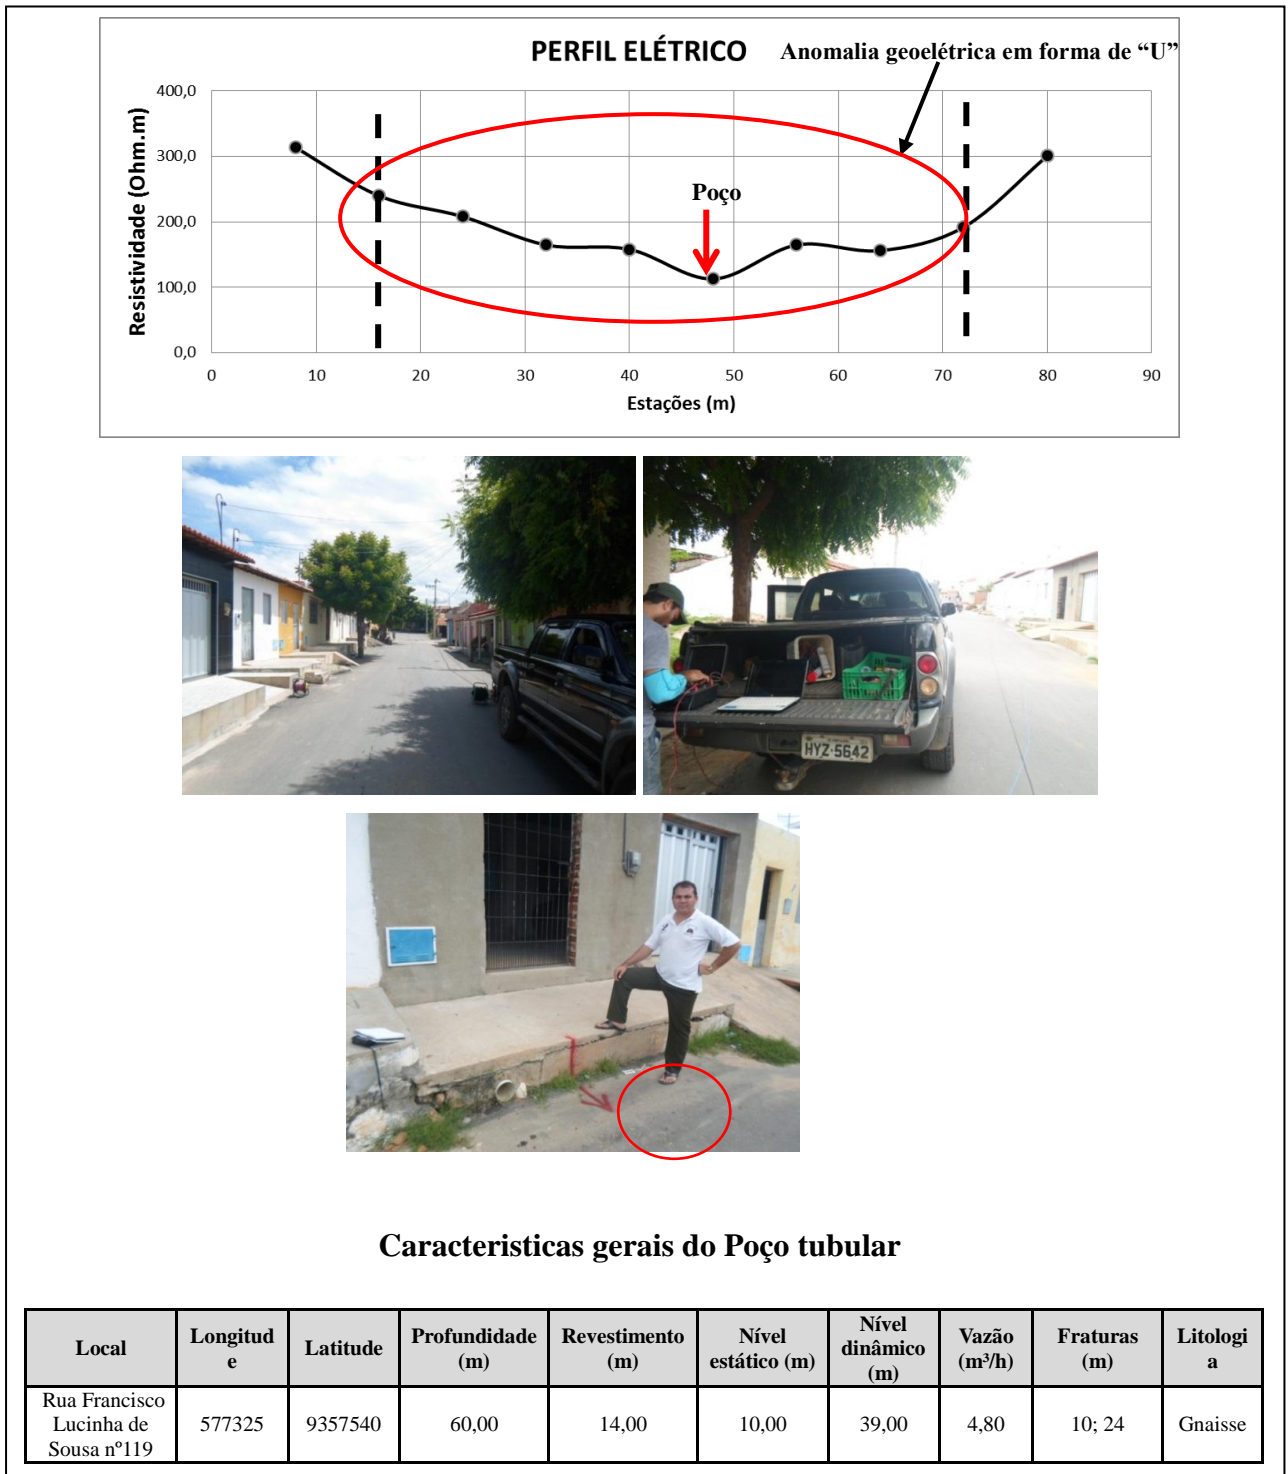 PERFIL ELÉTRICO
Anomalia geoelétrica em forma de “U”
Resistividade (Ohm.m)
400,0
300,0
200,0
100,0
0,0
Poço
0 10 20 30 40 50 60 70 80 90
Estações (m)
HYZ-5642
Caracteristicas gerais do Poço tubular
Local
Longitud
e
Latitude
Profundidade
(m)
Revestimento
(m)
Nível
estático (m)
Nível
dinâmico
(m)
Vazão
(m³/h)
Fraturas
(m)
Litologi
a
Rua Francisco
Lucinha de
Sousa nº119
577325
9357540
60,00
14,00
10,00
39,00
4,80
10; 24
Gnaisse